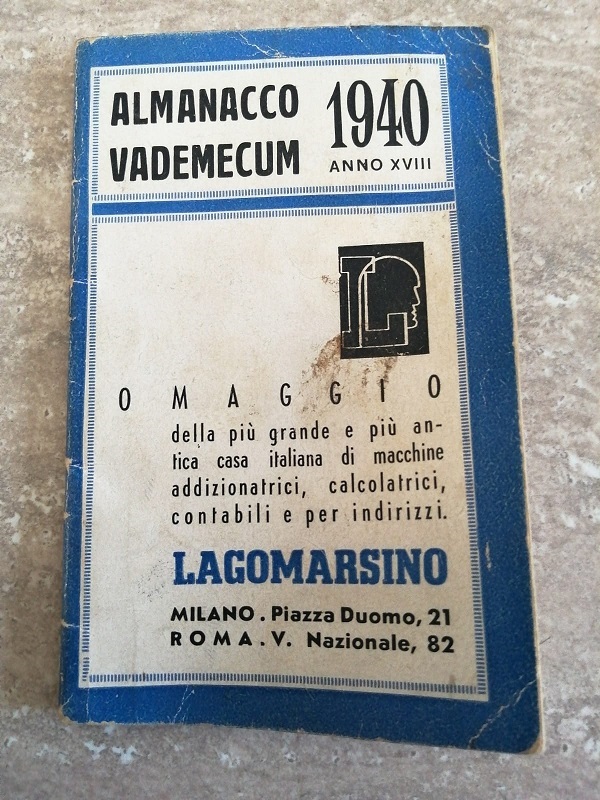 ALMANACCO
VADEMECUM
1940
ANNO XVIII
L
OMAGGIO
della più grande e più an-
tica casa italiana di macchine
addizionatrici, calcolatrici,
contabili e per indirizzi.
LAGOMARSINO
MILANO. Piazza Duomo, 21
ROMA. V. Nazionale, 82